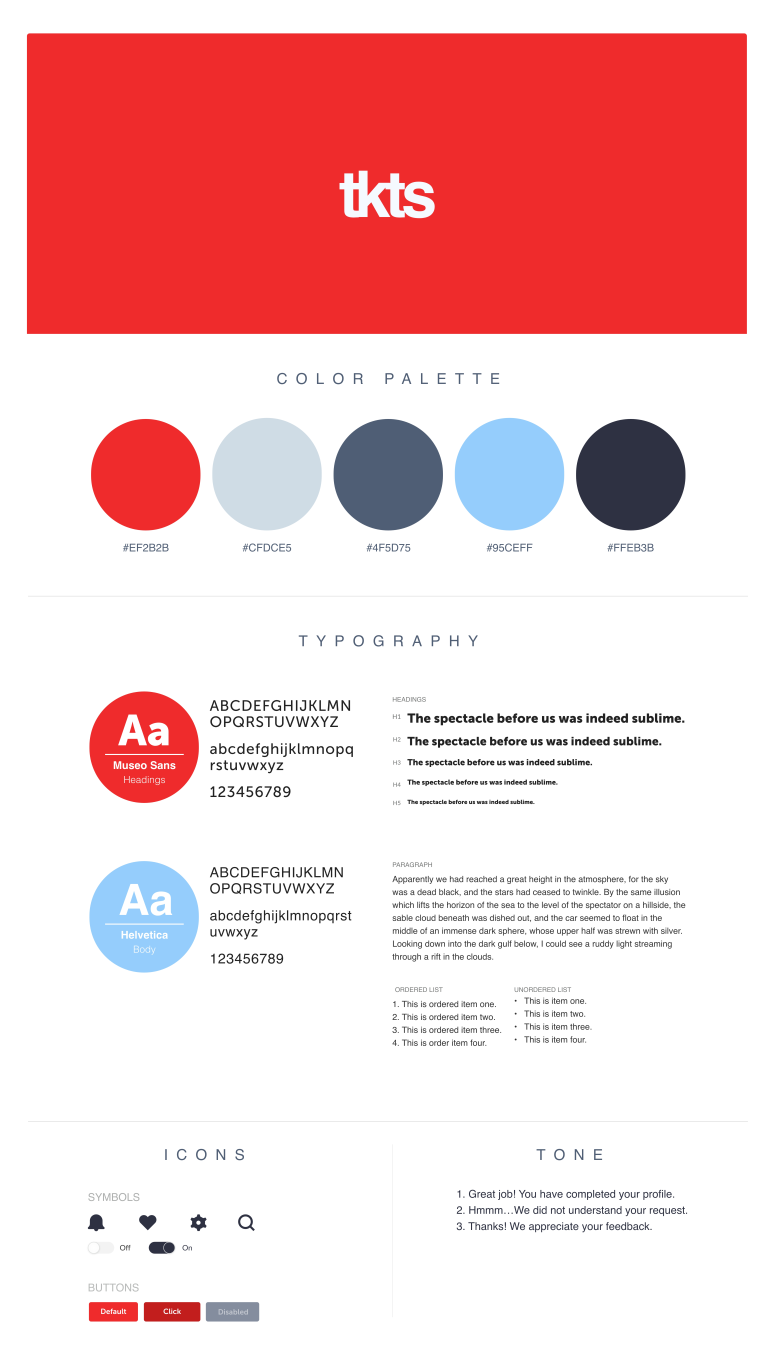 tkts
COLOR PALETTE
#EF2B2B
#CFDCE5
#4F5D75
#95CEFF
#FFEB3B
TYPOGRAPHY
Aa
Museo Sans
Headings
ABCDEFGHIJKLMN
OPQRSTUVWXYZ
abcdefghijklmnopq
rstuvwxyz
123456789
HEADINGS
H1 The spectacle before us was indeed sublime.
H2 The spectacle before us was indeed sublime.
H3 The spectacle before us was indeed sublime.
H4 The spectacle before us was indeed sublime.
H5 The spectacle before us was indeed sublime.
Aa
Helvetica
Body
ABCDEFGHIJKLMN
OPQRSTUVWXYZ
abcdefghijklmnopqrst
uvwxyz
123456789
PARAGRAPH
Apparently we had reached a great height in the atmosphere, for the sky
was a dead black, and the stars had ceased to twinkle. By the same illusion
which lifts the horizon of the sea to the level of the spectator on a hillside, the
sable cloud beneath was dished out, and the car seemed to float in the
middle of an immense dark sphere, whose upper half was strewn with silver.
Looking down into the dark gulf below, I could see a ruddy light streaming
through a rift in the clouds.
ORDERED LIST
1. This is ordered item one.
2. This is ordered item two.
3. This is ordered item three.
4. This is order item four.
UNORDERED LIST
• This is item one.
• This is item two.
• This is item three.
• This is item four.
ICONS
SYMBOLS
Off
On
BUTTONS
Default
Click
Disabled
TONE
1. Great job! You have completed your profile.
2. Hmmm…We did not understand your request.
3. Thanks! We appreciate your feedback.